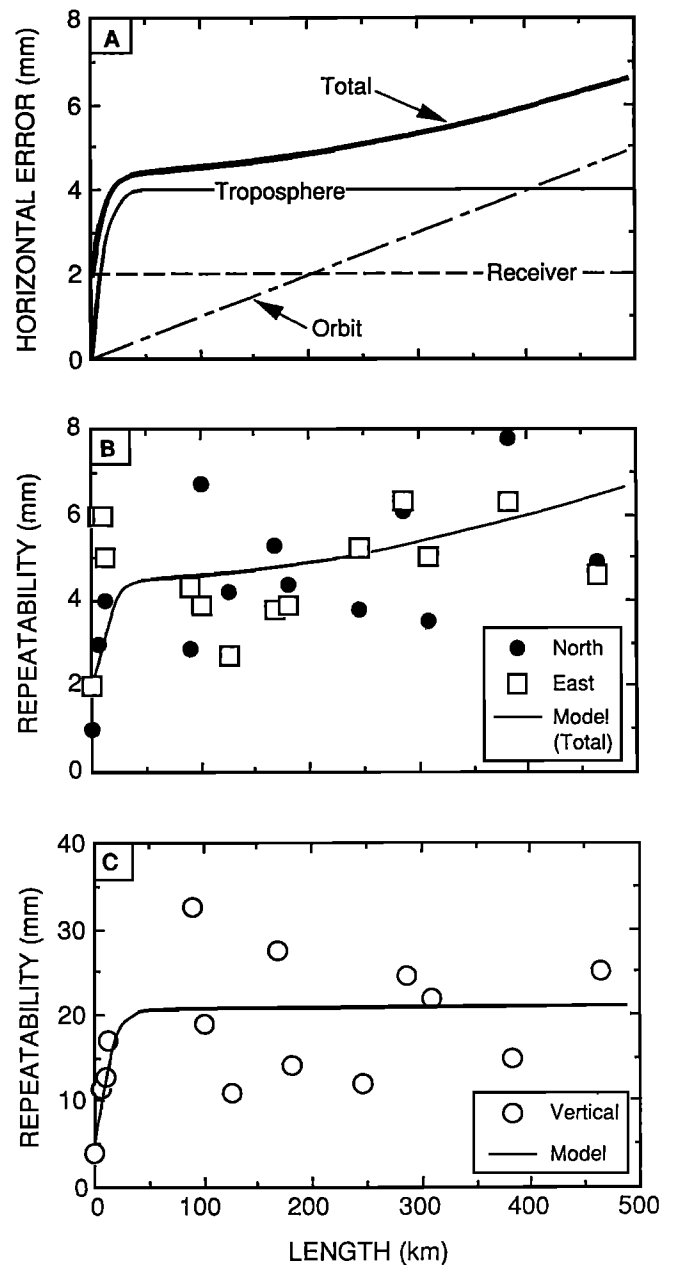 A
HORIZONTAL ERROR (mm)
8
6
4
2
0
Total
Troposphere
Receiver
Orbit
B
REPEATABILITY (mm)
8
6
4
2
0
North
East
Model
(Total)
C
REPEATABILITY (mm)
40
30
20
10
0
Vertical
Model
0 100 200 300 400 500
LENGTH (km)